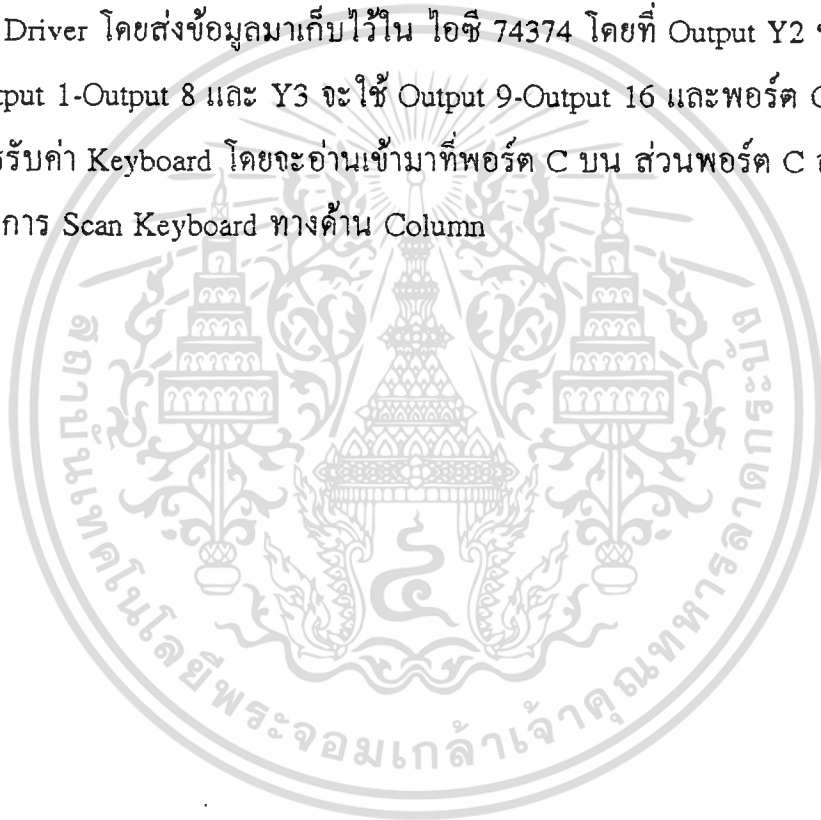 Driver โดยส่งข้อมูลมาเก็บไว้ใน ไอซี 74374 โดยที่ Output Y2
tput 1-Output 8 และ Y3 จะใช้ Output 9-Output 16 และพอร์ต C
รรับค่า Keyboard โดยจะอ่านเข้ามาที่พอร์ต C บน ส่วนพอร์ต C
การ Scan Keyboard ทางด้าน Column
สถาบันเทคโนโลยีพระจอมเกล้าเจ้าคุณทหารลาดกระบัง